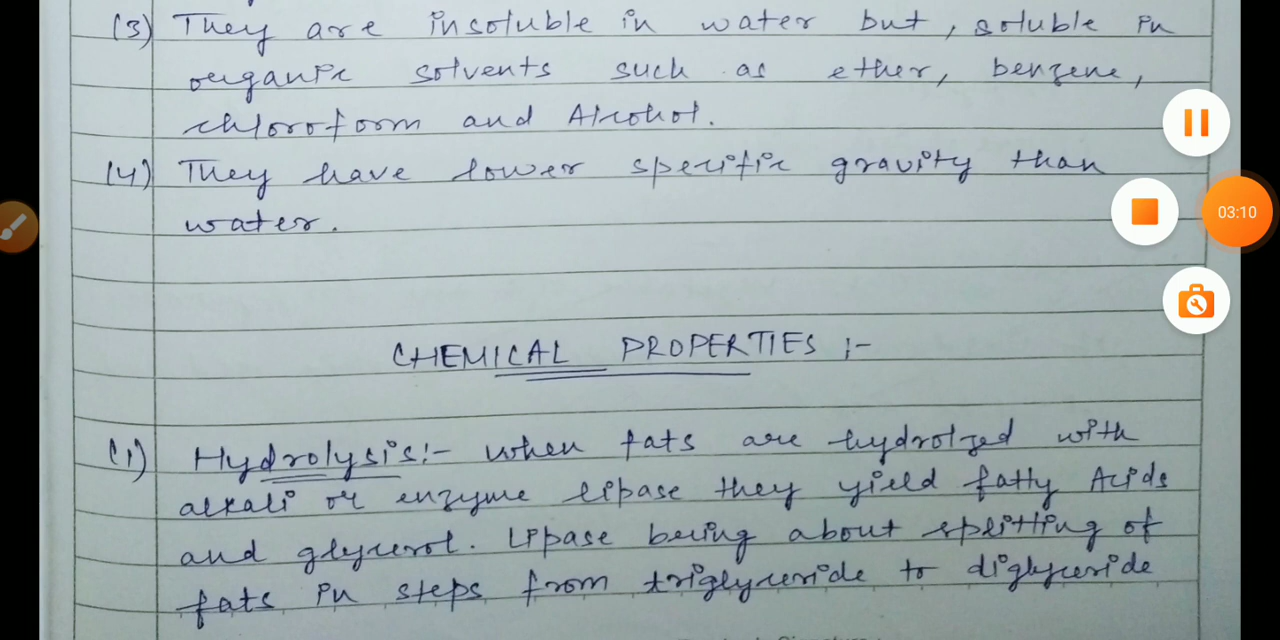 (3) They are insoluble in water but, soluble in
organic solvents such as ether, benzene,
chloroform and Alcohol.
(4) They have lower specific gravity than
water.
03:10
CHEMICAL PROPERTIES :-
(1) Hydrolysis:- when fats are hydrolzed with
alkali or enzyme lipase they yield fatty Acids
and glycerol. Lipase being about splitting of
fats in steps from triglyceride to diglyceride